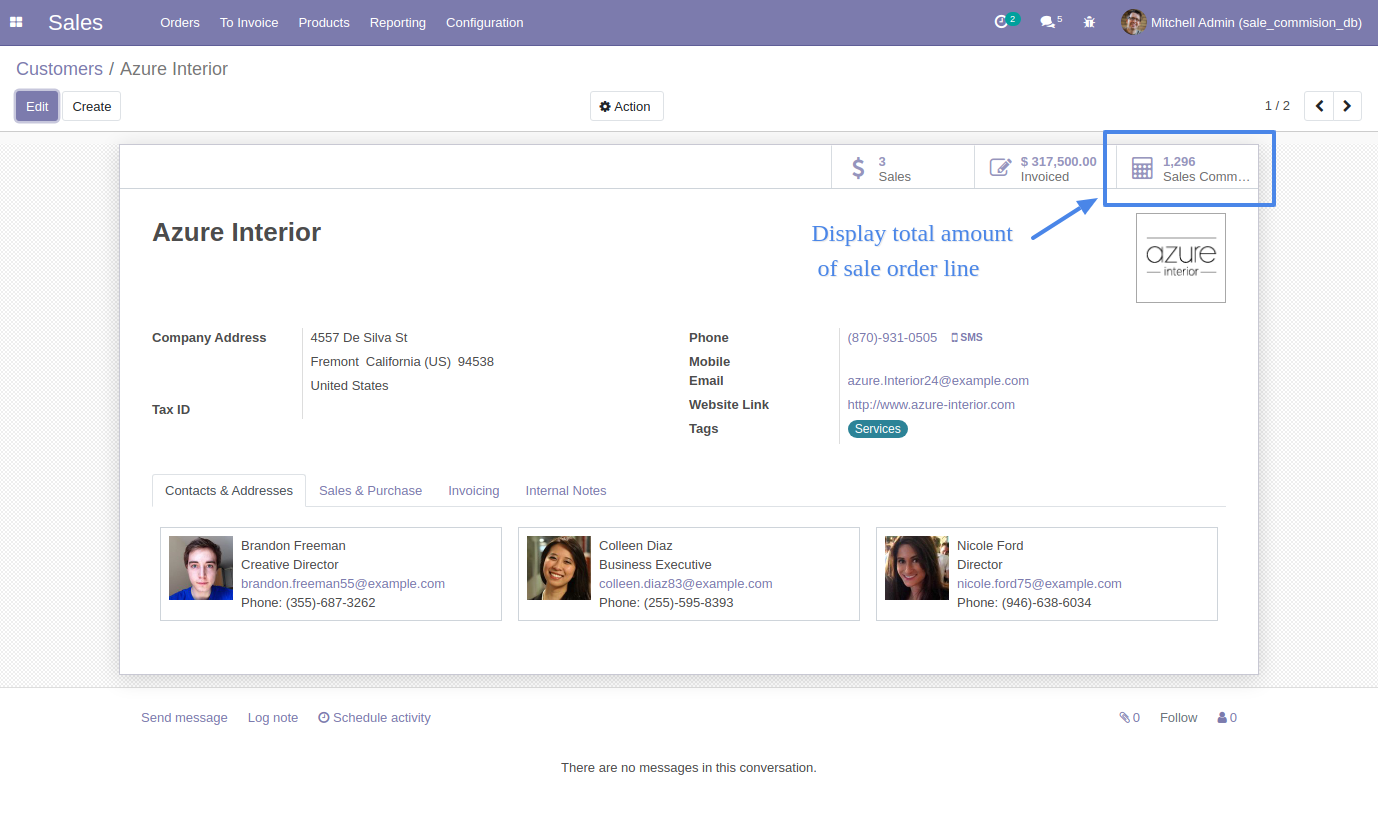 Sales Orders To Invoice Products Reporting Configuration 2 5 Mitchell Admin (sale_commision_db)
Customers / Azure Interior
Edit Create Action 1 / 2
3 $ 317,500.00 1,296
Sales Invoiced Sales Comm…
Azure Interior
Display total amount
of sale order line
azure
interior
Company Address 4557 De Silva St Phone (870)-931-0505 SMS
Fremont California (US) 94538 Mobile
United States Email azure.Interior24@example.com
Tax ID Website Link http://www.azure-interior.com
Tags Services
Contacts & Addresses Sales & Purchase Invoicing Internal Notes
Brandon Freeman Colleen Diaz Nicole Ford
Creative Director Business Executive Director
brandon.freeman55@example.com colleen.diaz83@example.com nicole.ford75@example.com
Phone: (355)-687-3262 Phone: (255)-595-8393 Phone: (946)-638-6034
Send message Log note Schedule activity 0 Follow 0
There are no messages in this conversation.